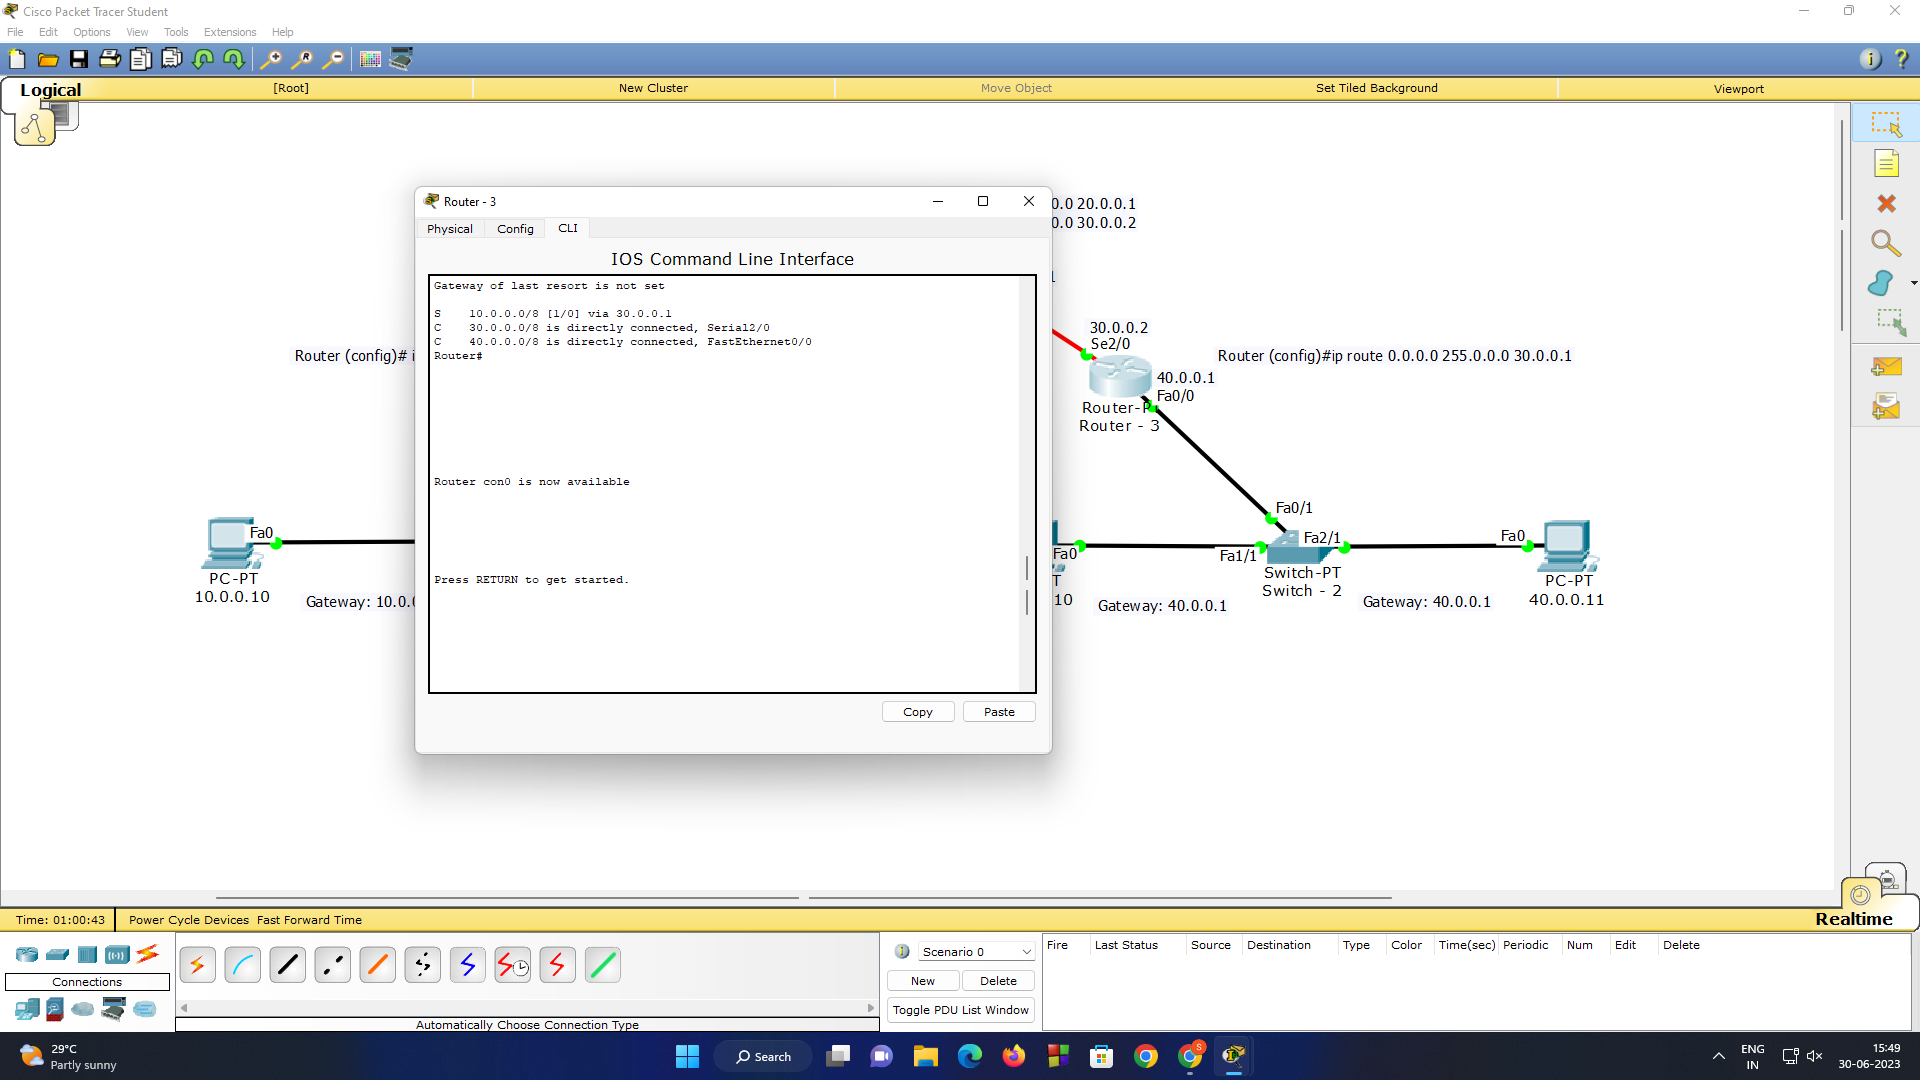 Cisco Packet Tracer Student
File Edit Options View Tools Extensions Help
Logical [Root] New Cluster Move Object Set Tiled Background Viewport
0.0 20.0.0.1
0.0 30.0.0.2
Router - 3
Physical Config CLI
IOS Command Line Interface
Gateway of last resort is not set
S 10.0.0.0/8 [1/0] via 30.0.0.1
C 30.0.0.0/8 is directly connected, Serial2/0
C 40.0.0.0/8 is directly connected, FastEthernet0/0
Router#
Router con0 is now available
Press RETURN to get started.
Copy Paste
Router (config)# i
1
30.0.0.2
Se2/0
Router (config)#ip route 0.0.0.0 255.0.0.0 30.0.0.1
40.0.0.1
Fa0/0
Router-P
Router - 3
Fa0/1
Fa0
PC-PT
10.0.0.10
Gateway: 10.0.0
Fa0
T
10
Fa1/1
Fa2/1
Switch-PT
Switch - 2
Gateway: 40.0.0.1
Gateway: 40.0.0.1
Fa0
PC-PT
40.0.0.11
Time: 01:00:43 Power Cycle Devices Fast Forward Time
Realtime
Connections
Automatically Choose Connection Type
Scenario 0
New Delete
Toggle PDU List Window
Fire Last Status Source Destination Type Color Time(sec) Periodic Num Edit Delete
29°C
Partly sunny
Search
S
ENG
IN
15:49
30-06-2023